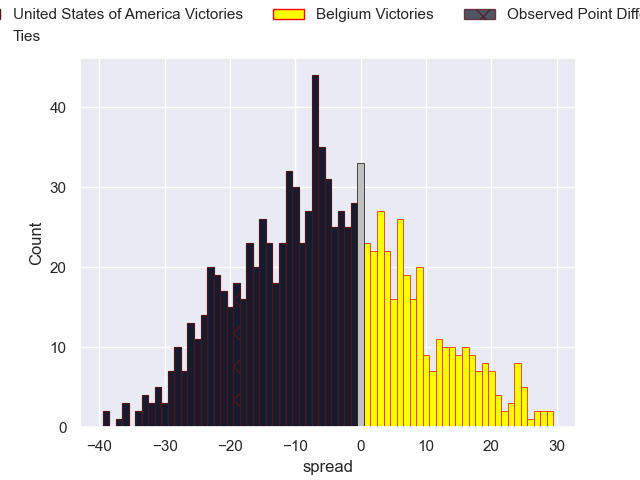 United States of America Victories Belgium Victories Observed Point
Ties
40
30
20
10
0
Count
−40 −30 −20 −10 0 10 20 30
spread